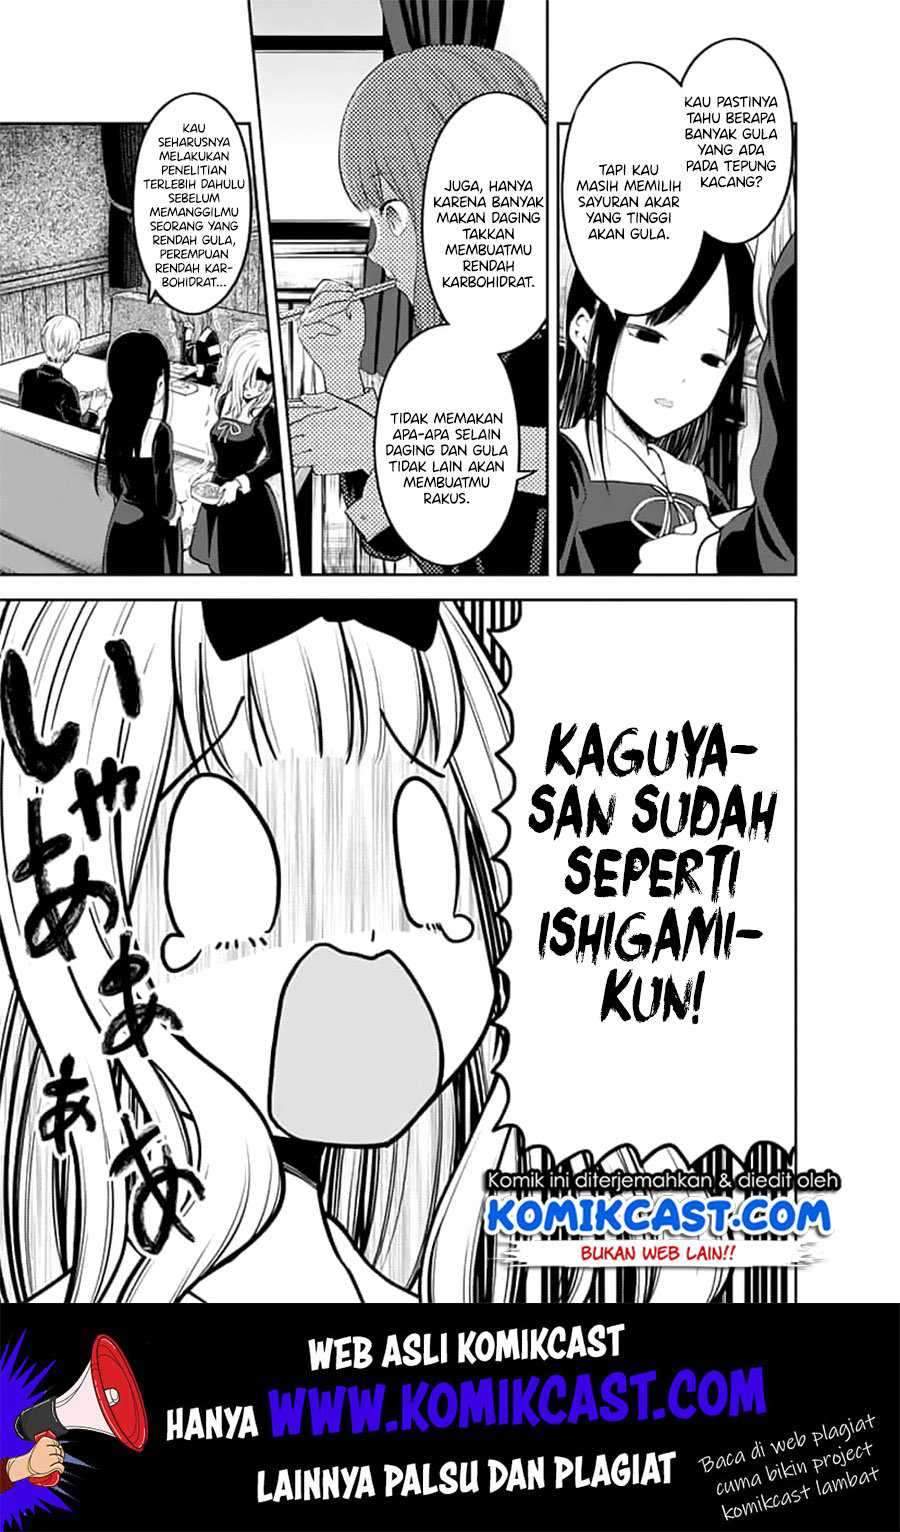 KAU PASTINYA
TAHU BERAPA
BANYAK GULA
YANG ADA
PADA TEPUNG
KACANG?
TAPI KAU
MASIH MEMILIH
SAYURAN AKAR
YANG TINGGI
AKAN GULA.
JUGA, HANYA
KARENA BANYAK
MAKAN DAGING
TAKKAN
MEMBUATMU
RENDAH
KARBOHIDRAT.
TIDAK MEMAKAN
APA-APA SELAIN
DAGING DAN GULA
TIDAK LAIN AKAN
MEMBUATMU
RAKUS.
KAU
SEHARUSNYA
MELAKUKAN
PENELITIAN
TERLEBIH DAHULU
SEBELUM
MEMANGGILMU
SEORANG YANG
RENDAH GULA,
PEREMPUAN
RENDAH KAR-
BOHIDRAT...
KAGUYA-
SAN SUDAH
SEPERTI
ISHIGAMI-
KUN!
いやゃああまあぁあ
Komik ini diterjemahkan & diedit oleh
KOMIKCAST.COM
BUKAN WEB LAIN!!
WEB ASLI KOMIKCAST
HANYA WWW.KOMIKCAST.COM
LAINNYA PALSU DAN PLAGIAT
Baca di web plagiat
cuma bikin project
komikcast lambat